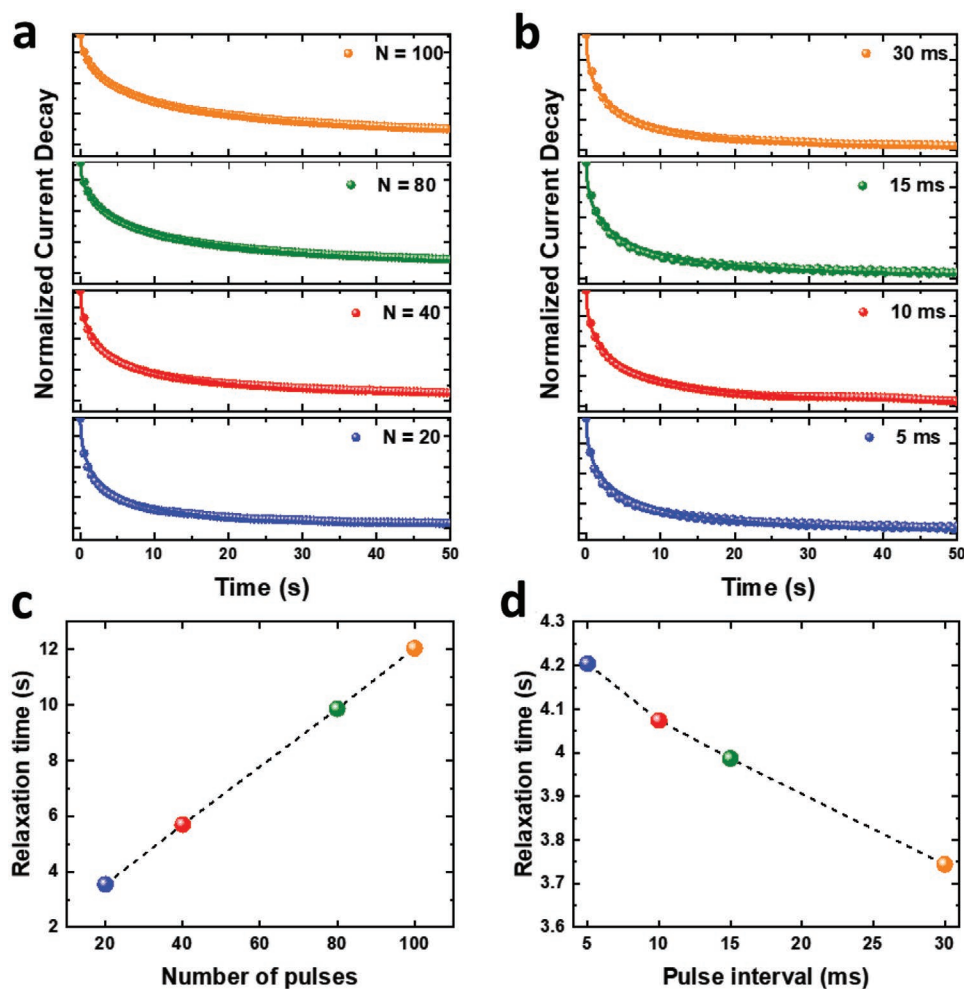 a
N = 100
N = 80
N = 40
N = 20
Normalized Current Decay
0 10 20 30 40 50
Time (s)
b
30 ms
15 ms
10 ms
5 ms
Normalized Current Decay
0 10 20 30 40 50
Time (s)
c
Relaxation time (s)
12
10
8
6
4
2
20 40 60 80 100
Number of pulses
d
Relaxation time (s)
4.3
4.2
4.1
4
3.9
3.8
3.7
3.6
5 10 15 20 25 30
Pulse interval (ms)